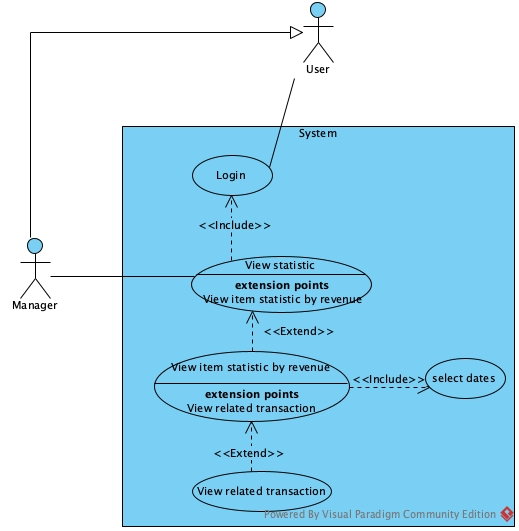 User
System
Login
<<Include>>
View statistic
extension points
View item statistic by revenue
Manager
<<Extend>>
View item statistic by revenue
extension points
View related transaction
<<Include>>
select dates
<<Extend>>
View related transaction
Powered By Visual Paradigm Community Edition